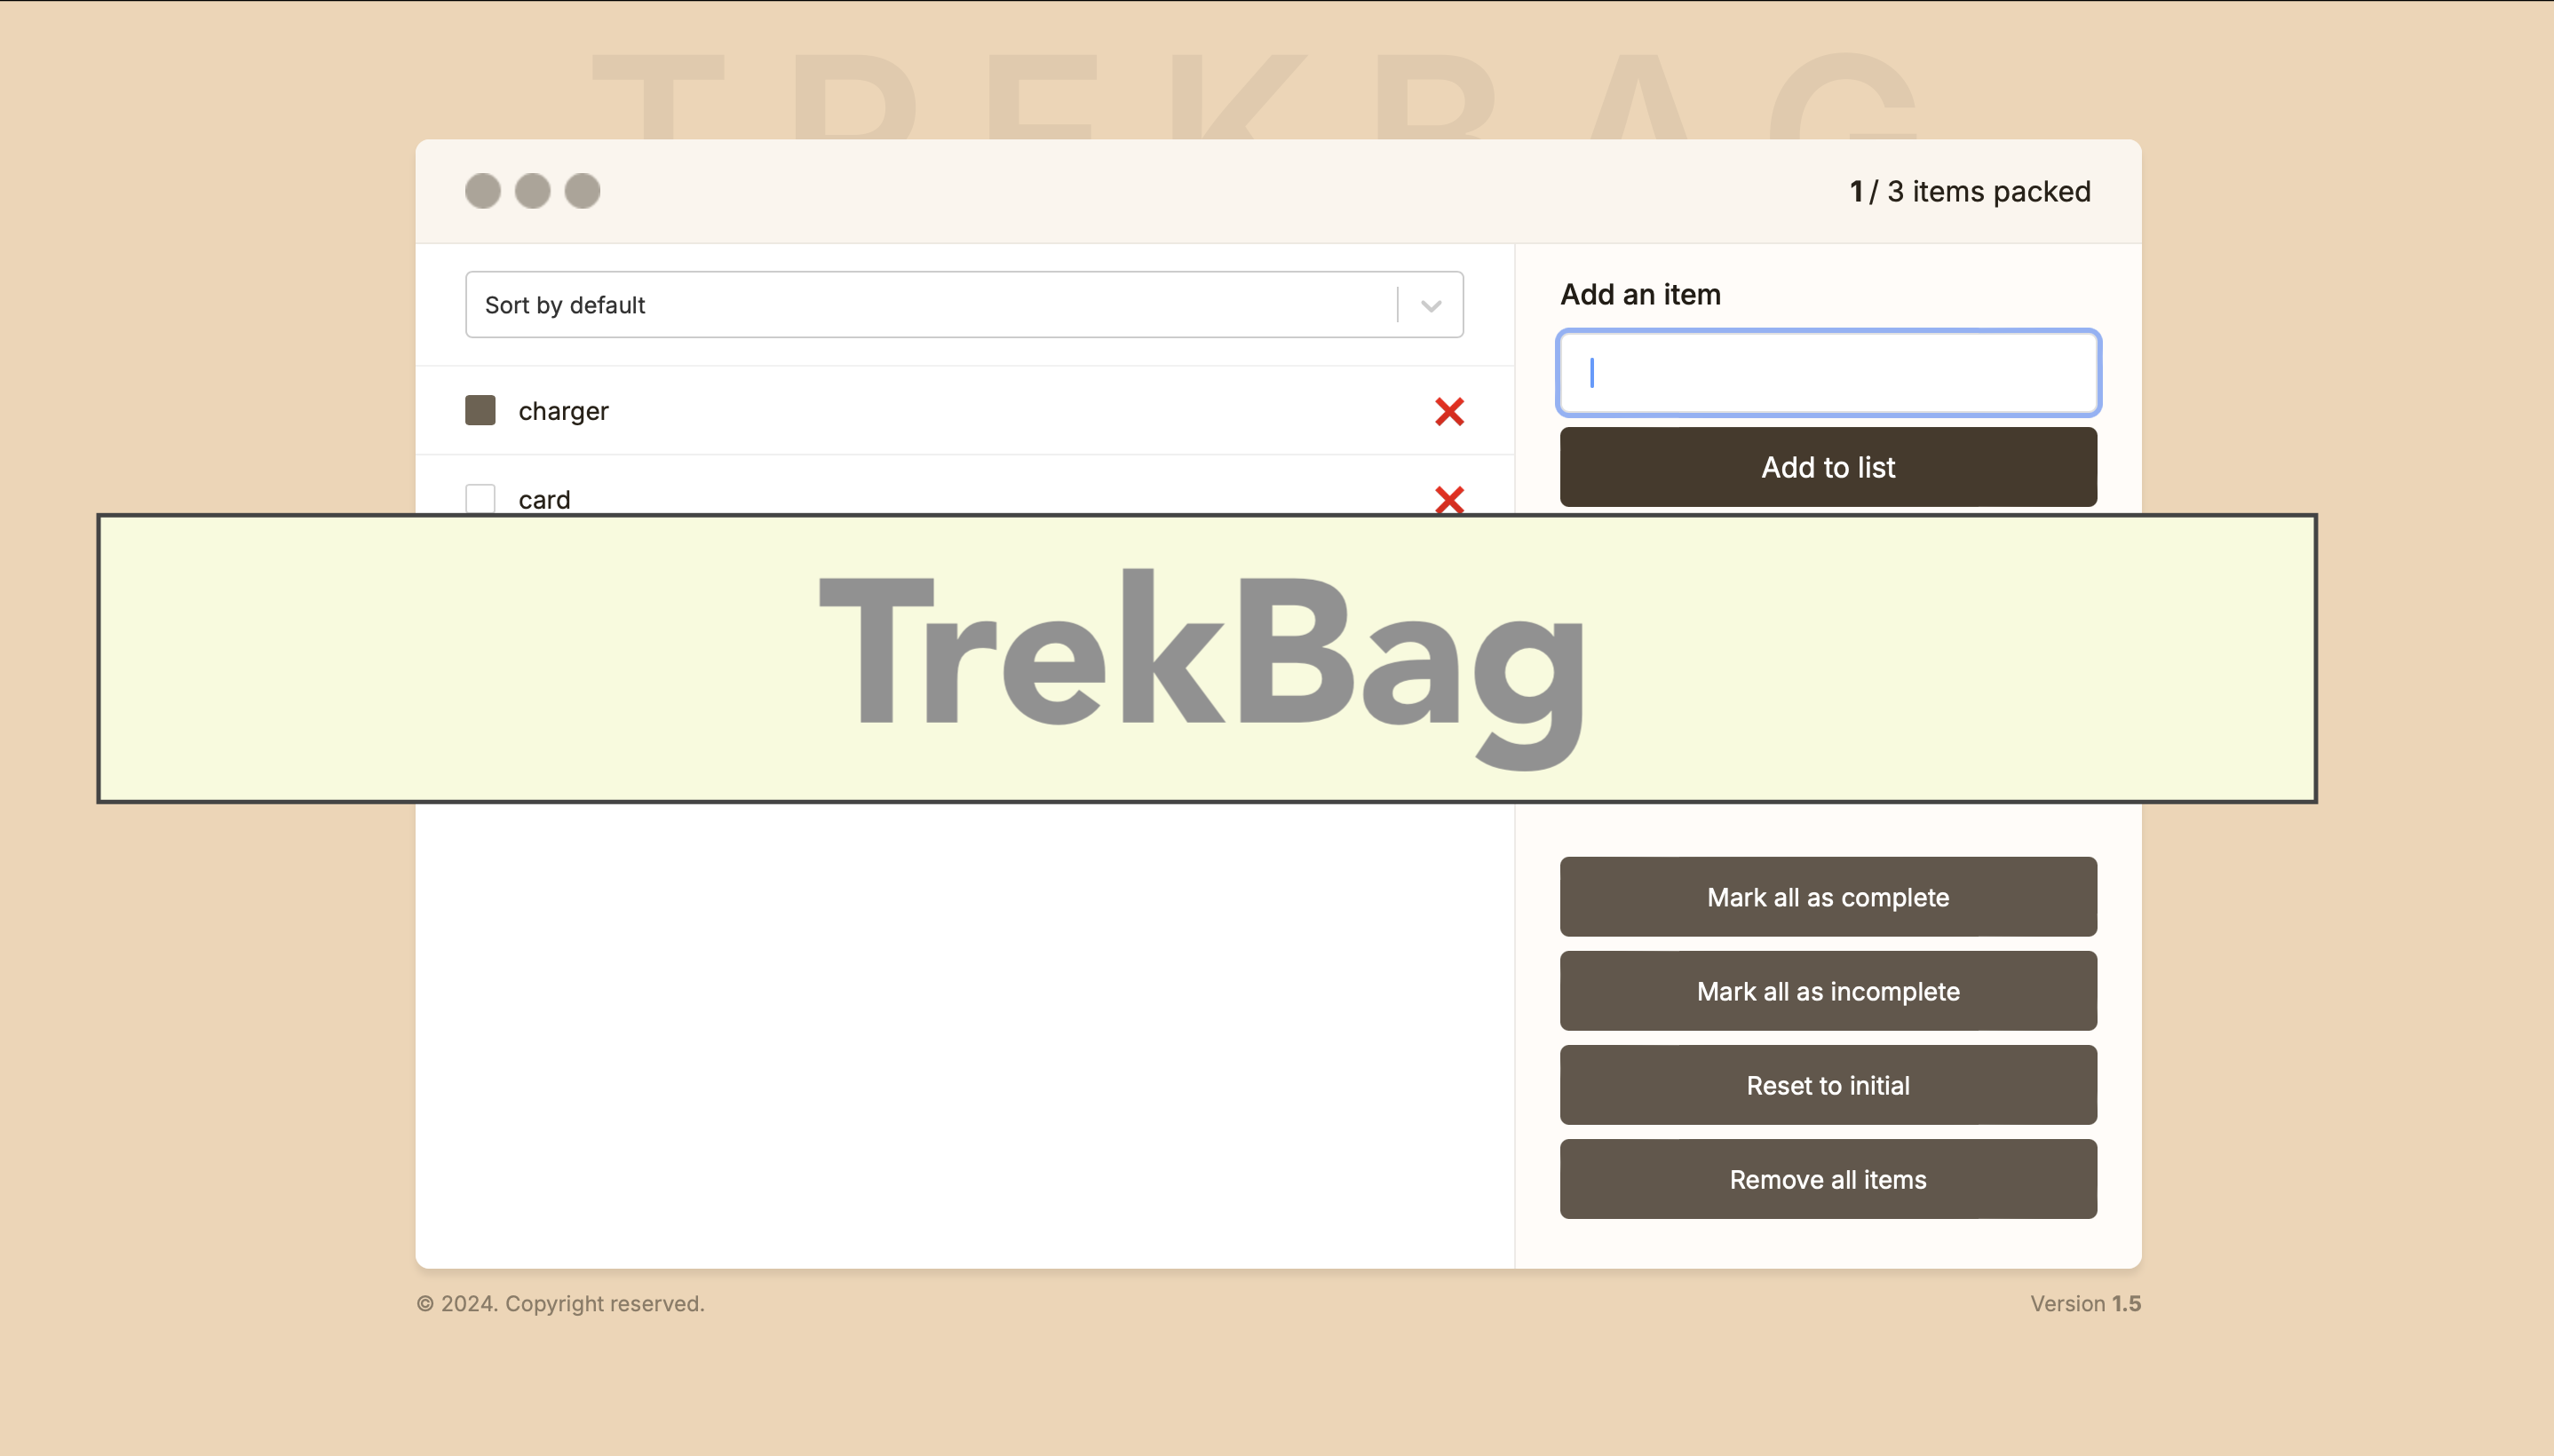 TREKBAG
1 / 3 items packed
Sort by default
charger
card
Add an item
Add to list
TrekBag
Mark all as complete
Mark all as incomplete
Reset to initial
Remove all items
© 2024. Copyright reserved.
Version 1.5